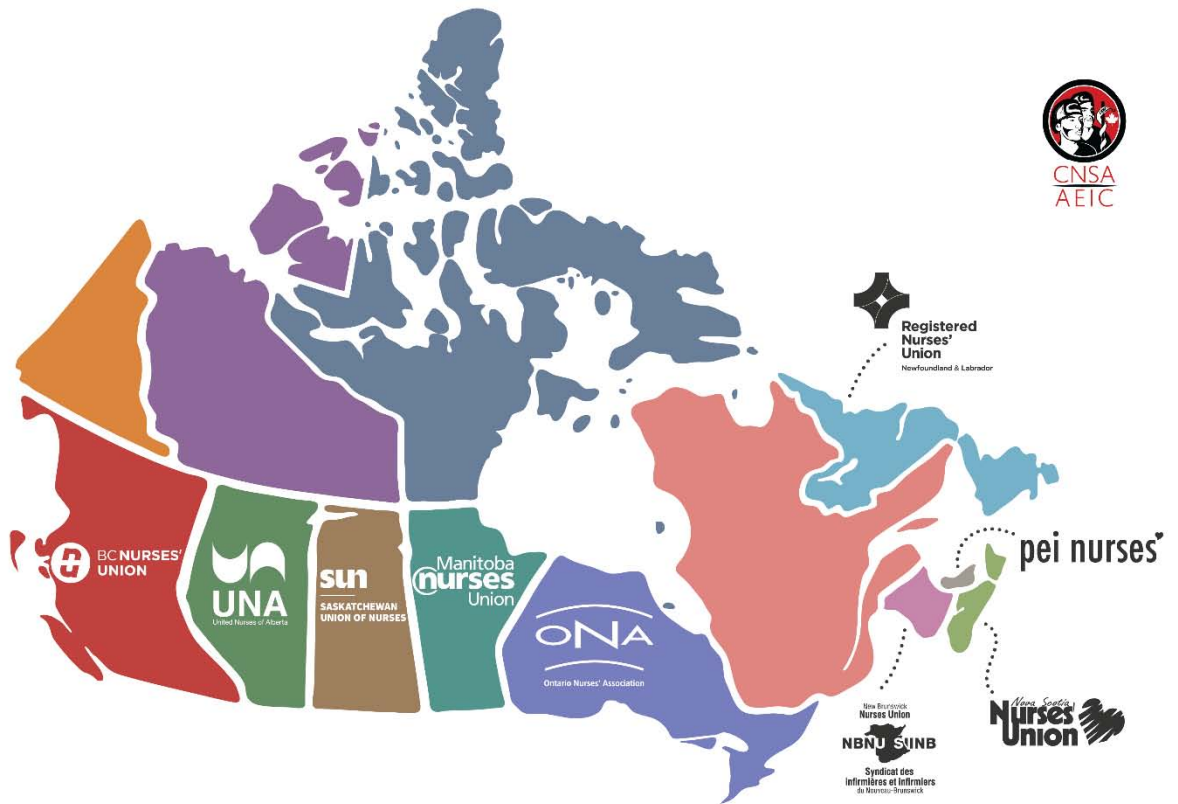 CNSA
AEIC
Registered
Nurses'
Union
Newfoundland & Labrador
BC NURSES'
UNION
UNA
United Nurses of Alberta
sun
SASKATCHEWAN
UNION OF NURSES
Manitoba
nurses
Union
ONA
Ontario Nurses' Association
pei nurses
New Brunswick
Nurses Union
NBNU SIINB
Syndicat des
Infirmières et Infirmiers
du Nouveau-Brunswick
Nova Scotia
Nurses'
Union